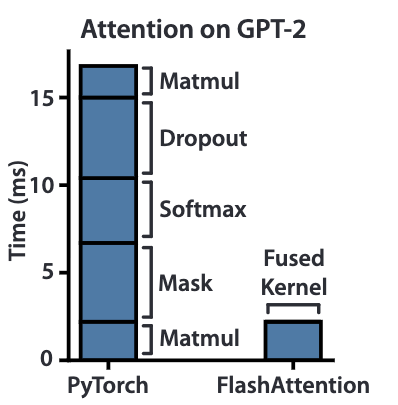 Attention on GPT-2
Time (ms)
15
10
5
0
Matmul
Dropout
Softmax
Mask
Matmul
Fused
Kernel
PyTorch
FlashAttention